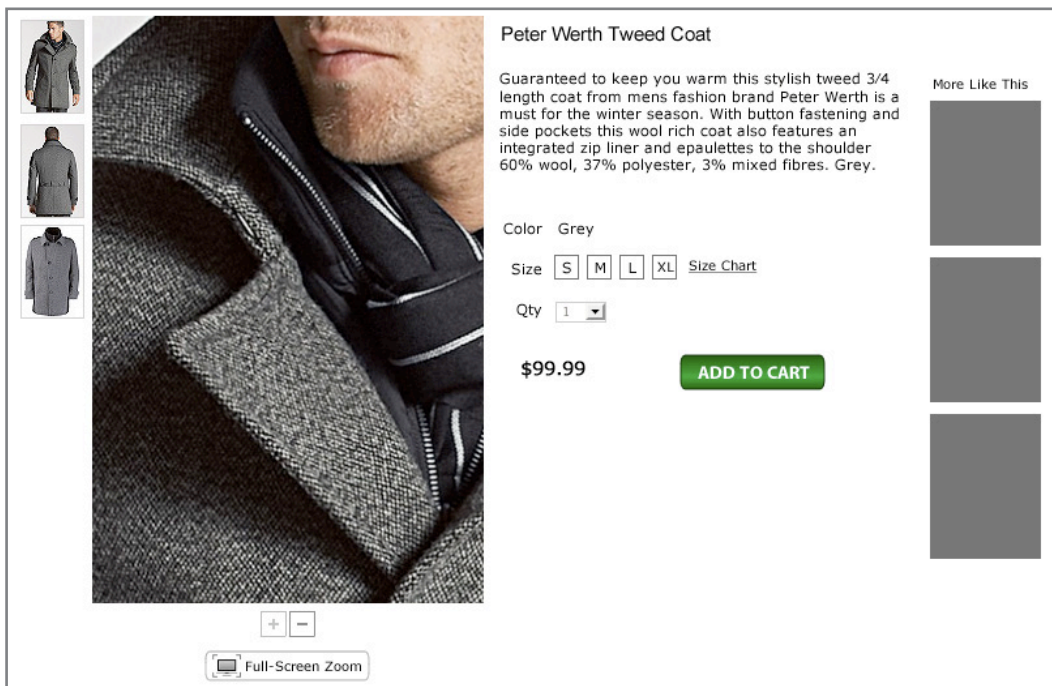 Peter Werth Tweed Coat
Guaranteed to keep you warm this stylish tweed 3/4
length coat from mens fashion brand Peter Werth is a
must for the winter season. With button fastening and
side pockets this wool rich coat also features an
integrated zip liner and epaulettes to the shoulder
60% wool, 37% polyester, 3% mixed fibres. Grey.
Color Grey
Size S M L XL Size Chart
Qty 1
$99.99 ADD TO CART
More Like This
+ −
Full-Screen Zoom